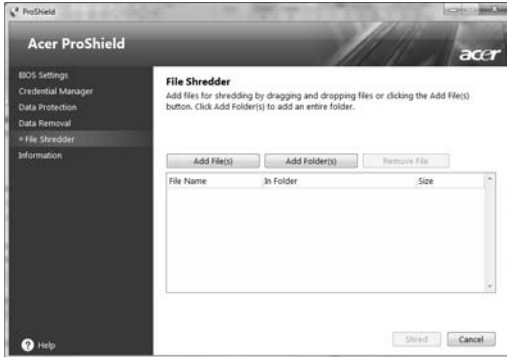 ProShield
Acer ProShield
acer
BIOS Settings
Credential Manager
Data Protection
Data Removal
File Shredder
Information
Help
File Shredder
Add files for shredding by dragging and dropping files or clicking the Add File(s)
button. Click Add Folder(s) to add an entire folder.
Add File(s) Add Folder(s) Remove File
File Name In Folder Size
Shred Cancel